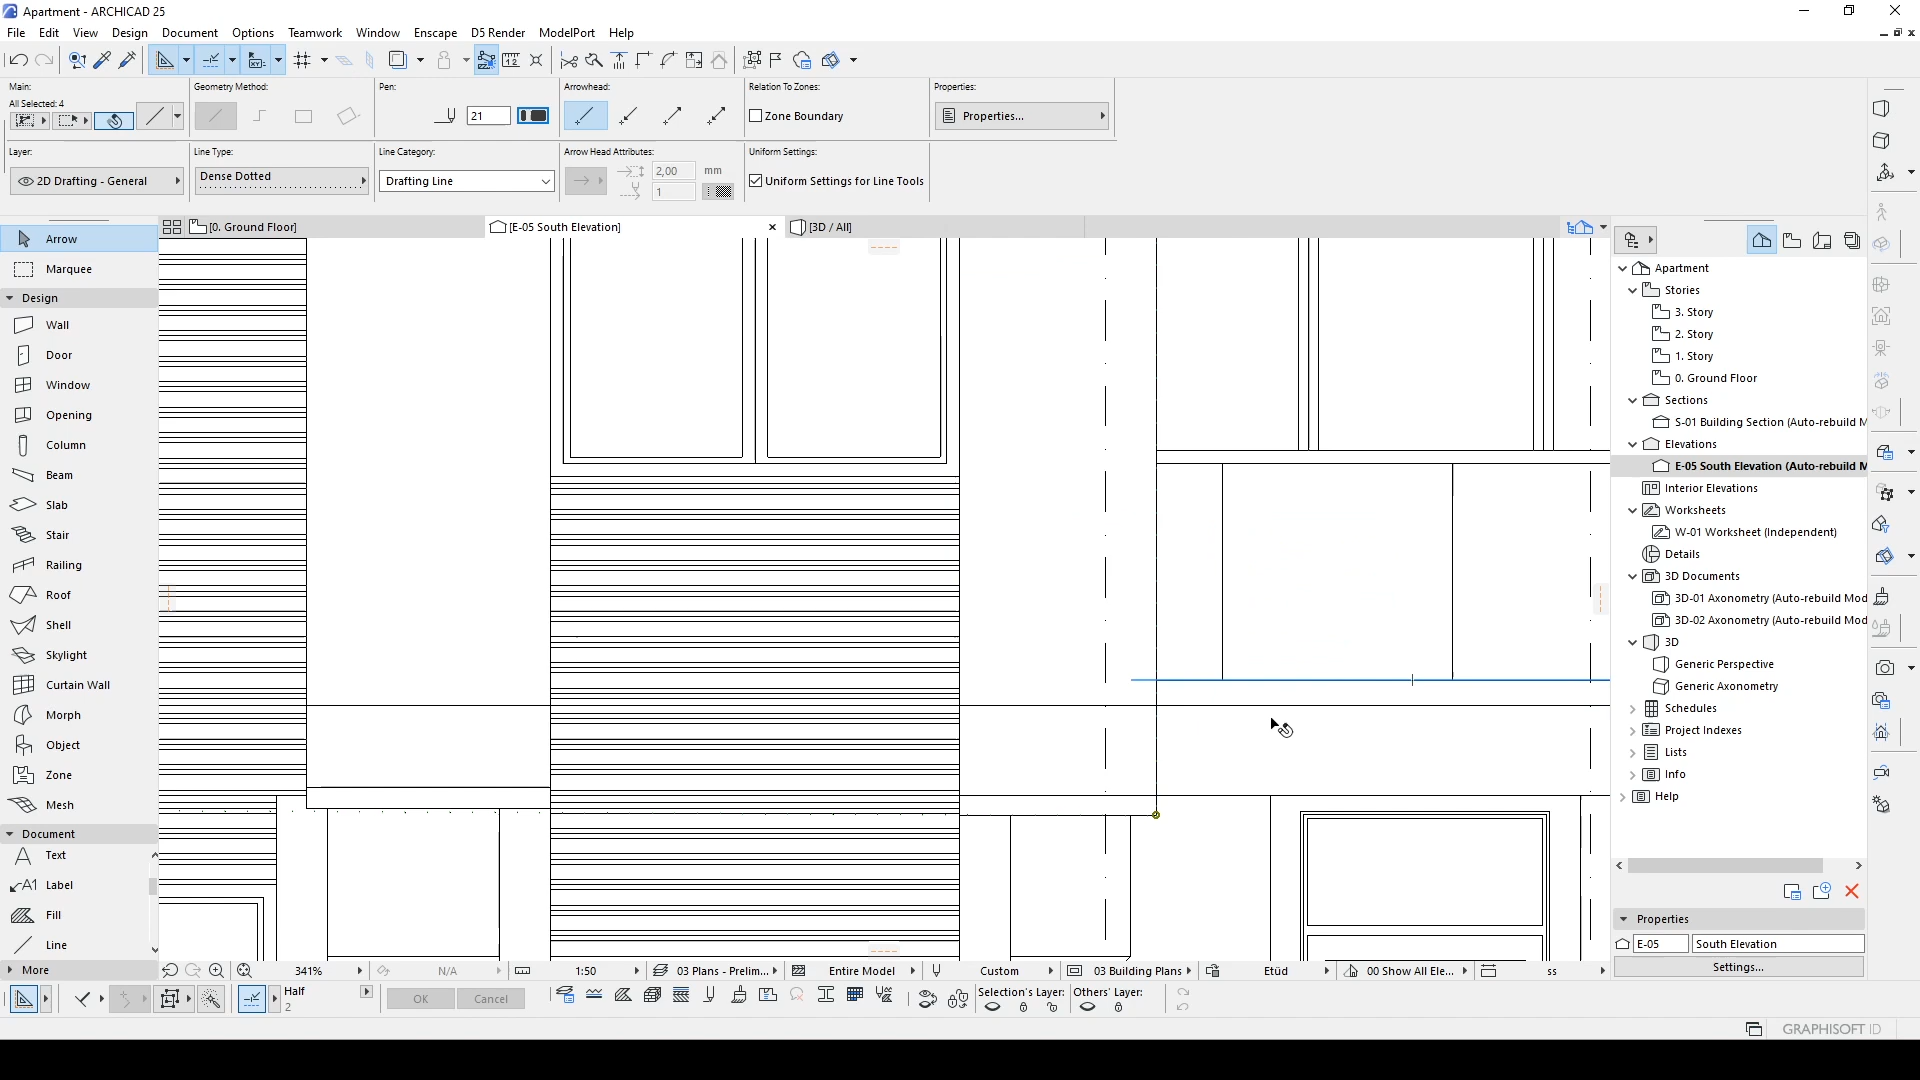 Apartment - ARCHICAD 25
File Edit View Design Document Options Teamwork Window Enscape D5 Render ModelPort Help
Main:
All Selected: 4
Geometry Method:
Pen:
21
Arrowhead:
Relation To Zones:
Zone Boundary
Properties:
Properties...
Layer:
2D Drafting - General
Line Type:
Dense Dotted
Line Category:
Drafting Line
Arrow Head Attributes:
2,00 mm
1
Uniform Settings:
Uniform Settings for Line Tools
[0. Ground Floor]
[E-05 South Elevation]
[3D / All]
Arrow
Marquee
Design
Wall
Door
Window
Opening
Column
Beam
Slab
Stair
Railing
Roof
Shell
Skylight
Curtain Wall
Morph
Object
Zone
Mesh
Document
Text
A1 Label
Fill
Line
More
Apartment
Stories
3. Story
2. Story
1. Story
0. Ground Floor
Sections
S-01 Building Section (Auto-rebuild M
Elevations
E-05 South Elevation (Auto-rebuild M
Interior Elevations
Worksheets
W-01 Worksheet (Independent)
Details
3D Documents
3D-01 Axonometry (Auto-rebuild Mod
3D-02 Axonometry (Auto-rebuild Mod
3D
Generic Perspective
Generic Axonometry
Schedules
Project Indexes
Lists
Info
Help
Properties
E-05 South Elevation
Settings...
341% N/A 1:50 03 Plans - Prelim... Entire Model Custom 03 Building Plans Etüd 00 Show All Ele... ss
Half
2
OK Cancel
Selection's Layer: Others' Layer:
GRAPHISOFT ID